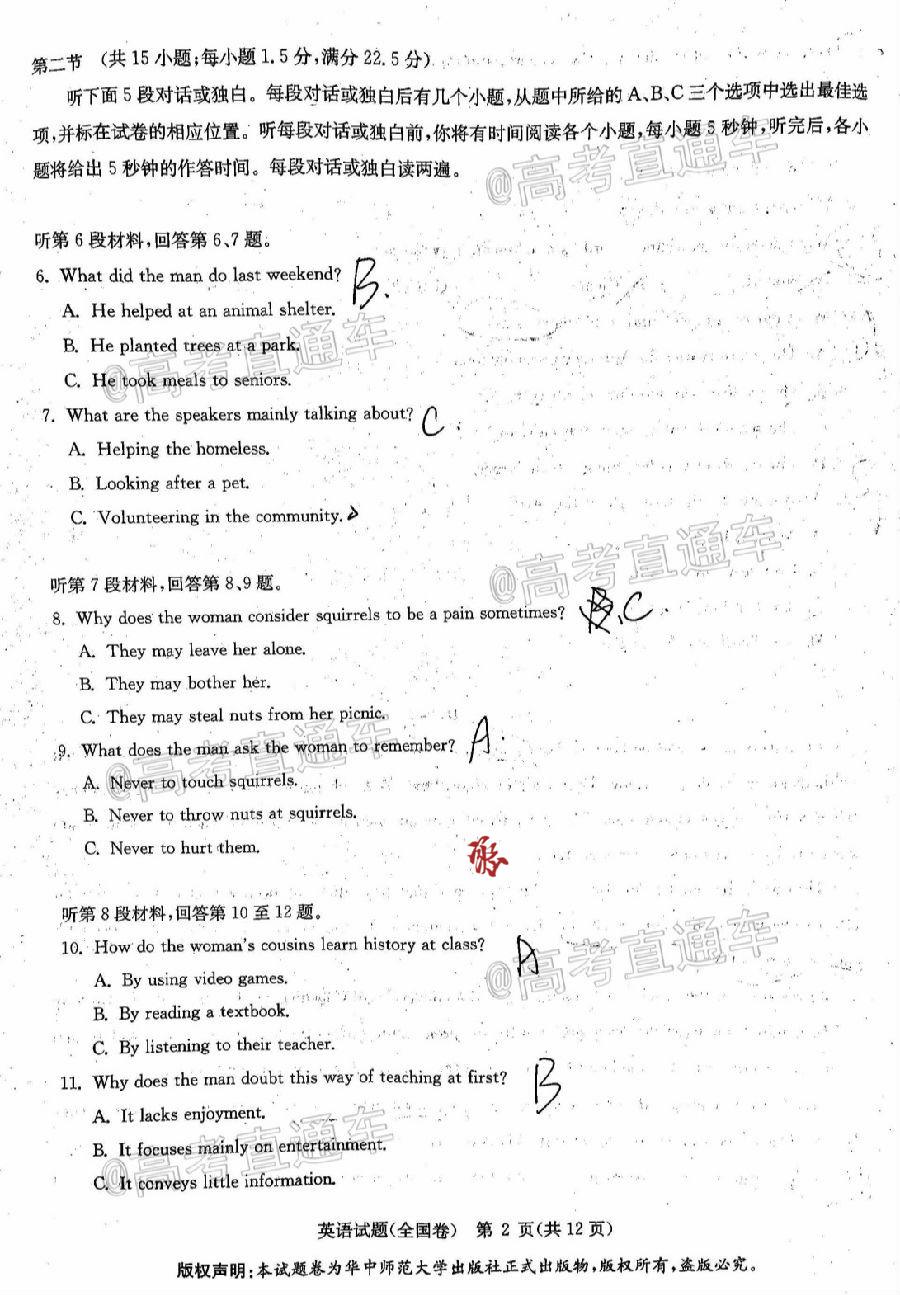 第二节 (共 15 小题;每小题 1.5 分,满分 22.5 分)
听下面 5 段对话或独白。每段对话或独白后有几个小题,从题中所给的 A、B、C 三个选项中选出最佳选
项,并标在试卷的相应位置。听每段对话或独白前,你将有时间阅读各个小题,每小题 5 秒钟,听完后,各小
题将给出 5 秒钟的作答时间。每段对话或独白读两遍。
@高考直通车
听第 6 段材料,回答第 6、7 题。
6. What did the man do last weekend? B.
A. He helped at an animal shelter.
B. He planted trees at a park.
C. He took meals to seniors.
@高考直通车
7. What are the speakers mainly talking about? C.
A. Helping the homeless.
B. Looking after a pet.
C. Volunteering in the community.
@高考直通车
听第 7 段材料,回答第 8、9 题。
8. Why does the woman consider squirrels to be a pain sometimes? B. C
A. They may leave her alone.
B. They may bother her.
C. They may steal nuts from her picnic.
9. What does the man ask the woman to remember? A.
@高考直通车
A. Never to touch squirrels.
B. Never to throw nuts at squirrels.
C. Never to hurt them.
听第 8 段材料,回答第 10 至 12 题。
10. How do the woman's cousins learn history at class? A
@高考直通车
A. By using video games.
B. By reading a textbook.
C. By listening to their teacher.
11. Why does the man doubt this way of teaching at first? B
A. It lacks enjoyment.
B. It focuses mainly on entertainment.
@高考直通车
C. It conveys little information.
英语试题(全国卷) 第 2 页(共 12 页)
版权声明:本试题卷为华中师范大学出版社正式出版物,版权所有,盗版必究。